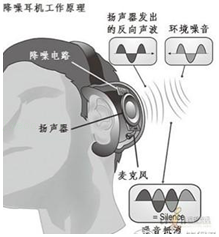 降噪耳机工作原理
扬声器发出
的反向声波
环境噪音
降噪电路
扬声器
麦克风
= Silence
噪音抵消